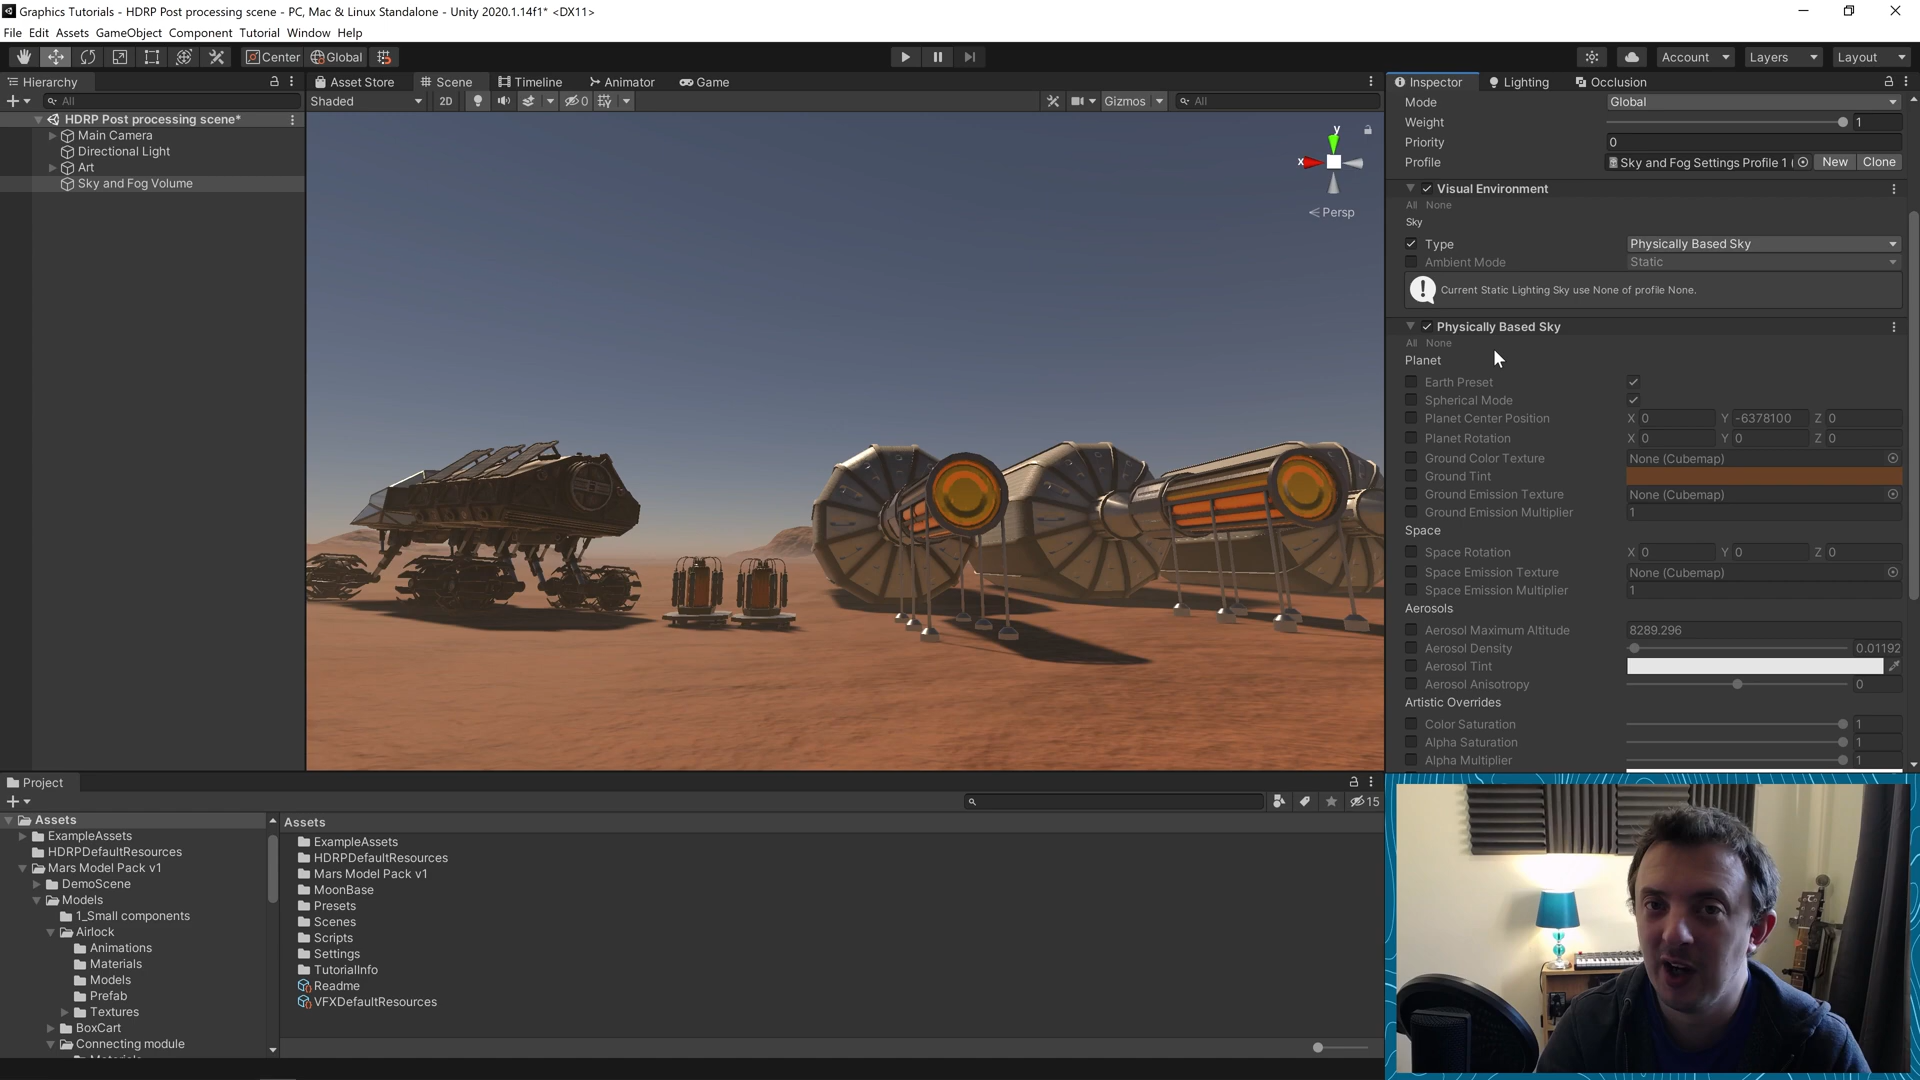 Graphics Tutorials - HDRP Post processing scene - PC, Mac & Linux Standalone - Unity 2020.1.14f1* <DX11>
File Edit Assets GameObject Component Tutorial Window Help
Center Global Account Layers Layout
Hierarchy
All
HDRP Post processing scene*
Main Camera
Directional Light
Art
Sky and Fog Volume
Asset Store Scene Timeline Animator Game
Shaded 2D 0 Gizmos All
y
x
Persp
Inspector Lighting Occlusion
Mode Global
Weight 1
Priority 0
Profile Sky and Fog Settings Profile 1 ( New Clone
Visual Environment
All None
Sky
Type Physically Based Sky
Ambient Mode Static
Current Static Lighting Sky use None of profile None.
Physically Based Sky
All None
Planet
Earth Preset
Spherical Mode
Planet Center Position X 0 Y -6378100 Z 0
Planet Rotation X 0 Y 0 Z 0
Ground Color Texture None (Cubemap)
Ground Tint
Ground Emission Texture None (Cubemap)
Ground Emission Multiplier 1
Space
Space Rotation X 0 Y 0 Z 0
Space Emission Texture None (Cubemap)
Space Emission Multiplier 1
Aerosols
Aerosol Maximum Altitude 8289.296
Aerosol Density 0.01192
Aerosol Tint
Aerosol Anisotropy 0
Artistic Overrides
Color Saturation 1
Alpha Saturation 1
Alpha Multiplier 1
Project
15
Assets
ExampleAssets
HDRPDefaultResources
Mars Model Pack v1
DemoScene
Models
1_Small components
Airlock
Animations
Materials
Models
Prefab
Textures
BoxCart
Connecting module
Assets
ExampleAssets
HDRPDefaultResources
Mars Model Pack v1
MoonBase
Presets
Scenes
Scripts
Settings
TutorialInfo
Readme
VFXDefaultResources